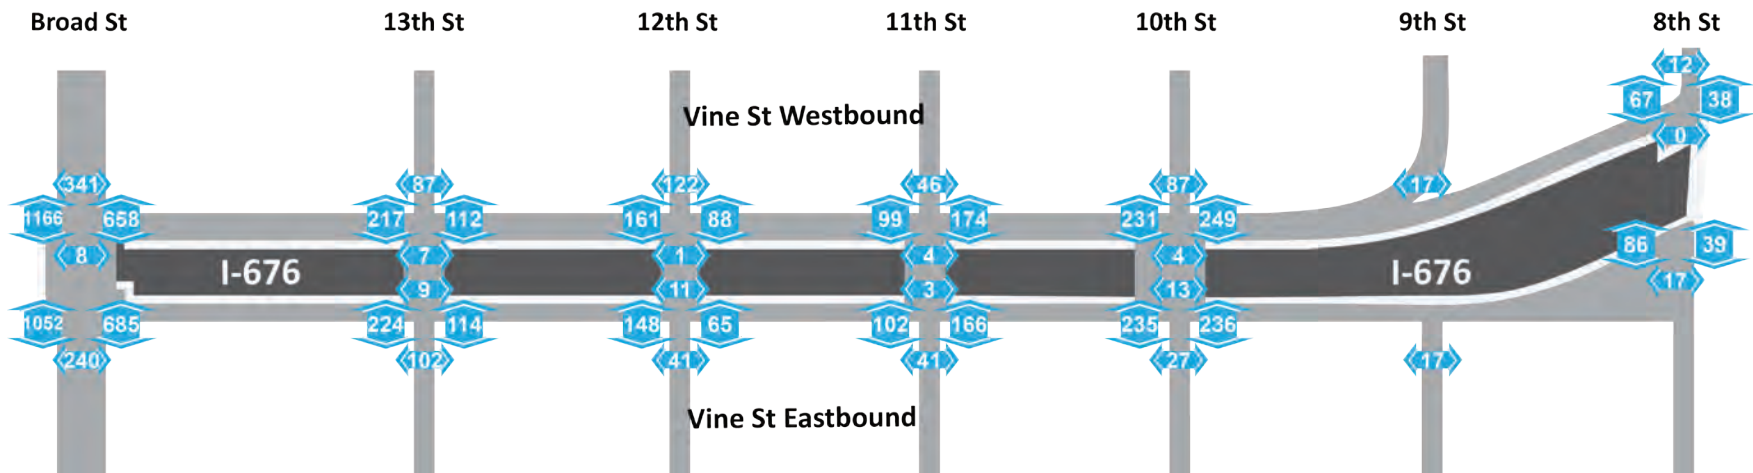 Broad St 13th St 12th St 11th St 10th St 9th St 8th St
12
67 38
Vine St Westbound
0
341 87 122 46 87 17
1166 658 217 112 161 88 99 174 231 249
86 39
8 7 1 4 4
I-676 I-676
17
9 11 3 13
1052 685 224 114 148 65 102 166 235 236
240 102 41 41 27 17
Vine St Eastbound